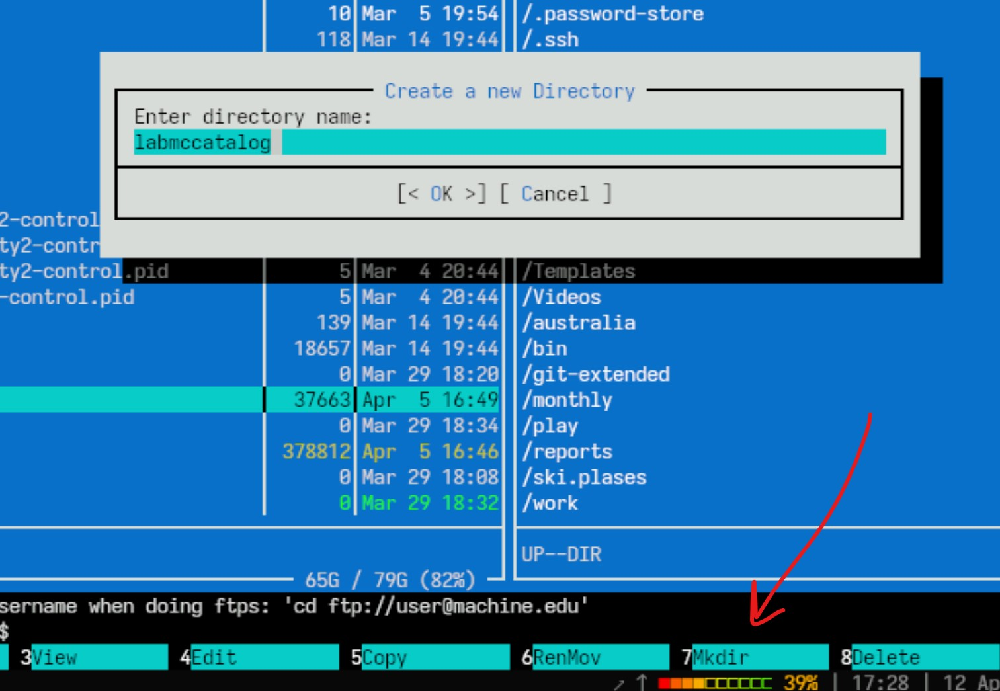 10 Mar  5 19:54 /.password-store
118 Mar 14 19:44 /.ssh
Create a new Directory
Enter directory name:
labmccatalog
[< OK >] [ Cancel ]
2-control
ty2-contr
ty2-control.pid 5 Mar  4 20:44 /Templates
-control.pid 5 Mar  4 20:44 /Videos
139 Mar 14 19:44 /australia
18657 Mar 14 19:44 /bin
0 Mar 29 18:20 /git-extended
37663 Apr  5 16:49 /monthly
0 Mar 29 18:34 /play
378812 Apr  5 16:46 /reports
0 Mar 29 18:08 /ski.plases
0 Mar 29 18:32 /work
UP--DIR
65G / 79G (82%)
sername when doing ftps: 'cd ftp://user@machine.edu'
$
3View 4Edit 5Copy 6RenMov 7Mkdir 8Delete
39% | 17:28 | 12 Ap